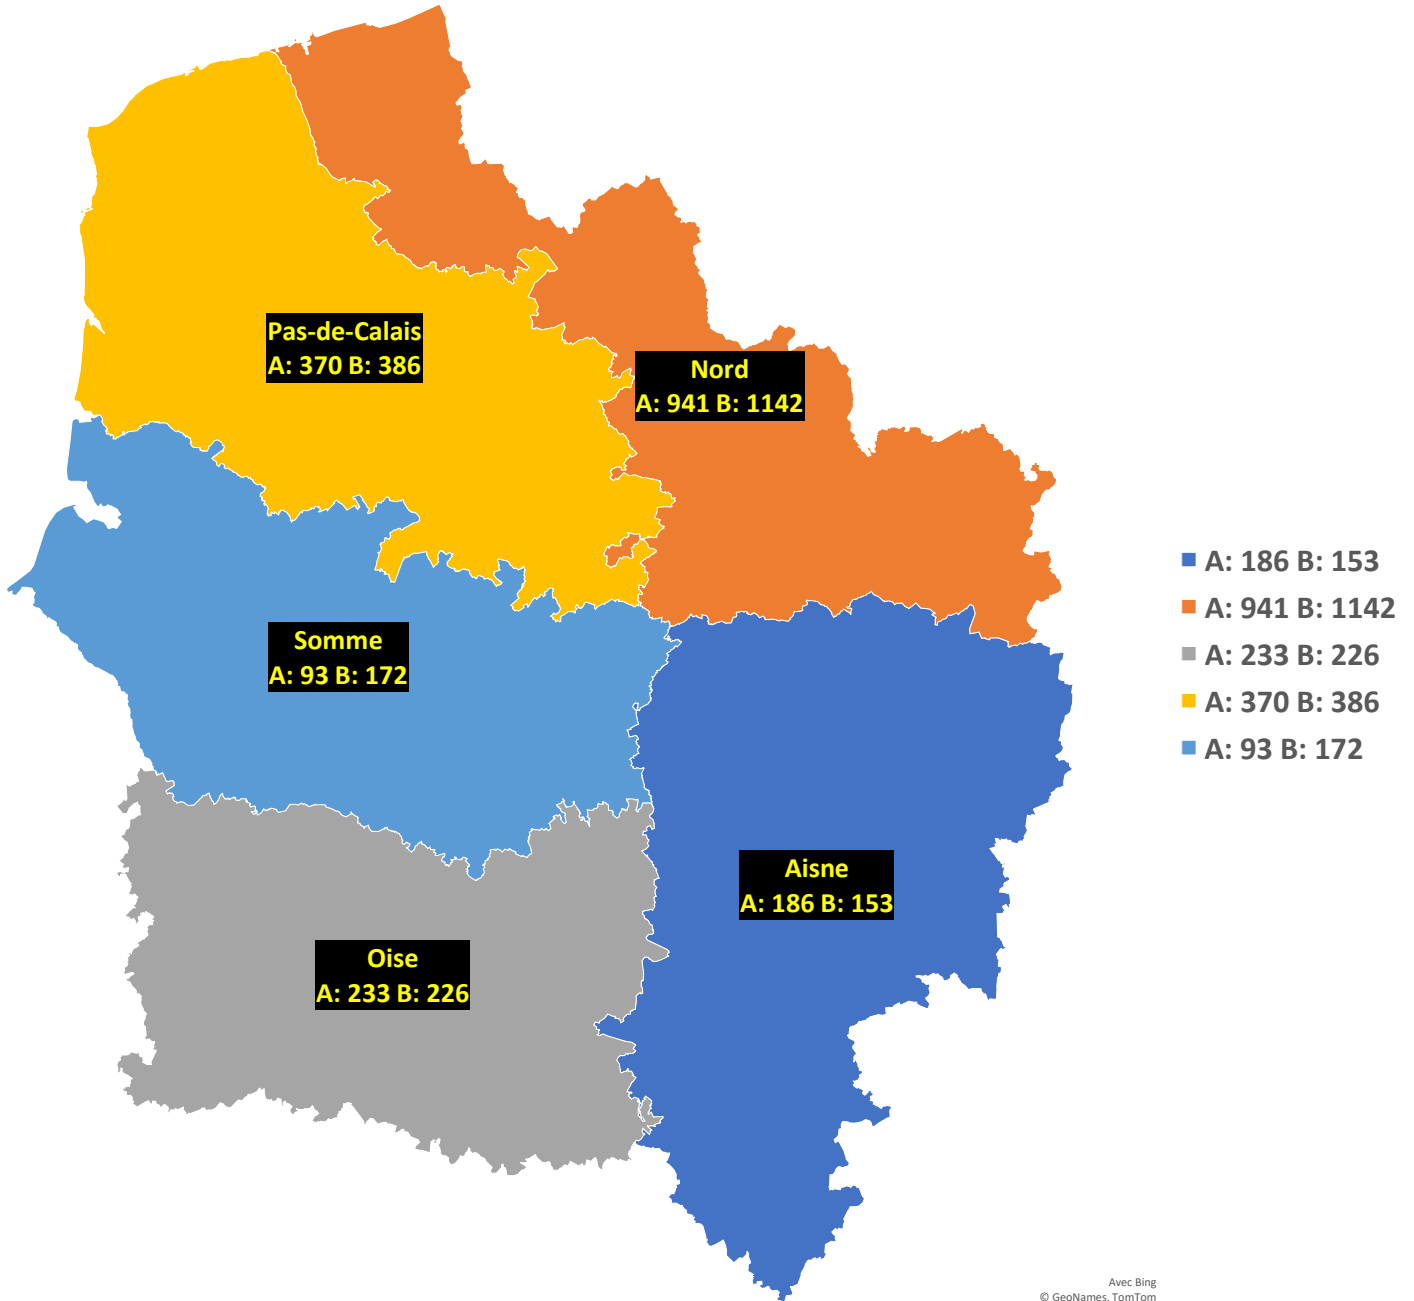 Pas-de-Calais
A: 370 B: 386
Nord
A: 941 B: 1142
Somme
A: 93 B: 172
Aisne
A: 186 B: 153
Oise
A: 233 B: 226
A: 186 B: 153
A: 941 B: 1142
A: 233 B: 226
A: 370 B: 386
A: 93 B: 172
Avec Bing
© GeoNames, TomTom